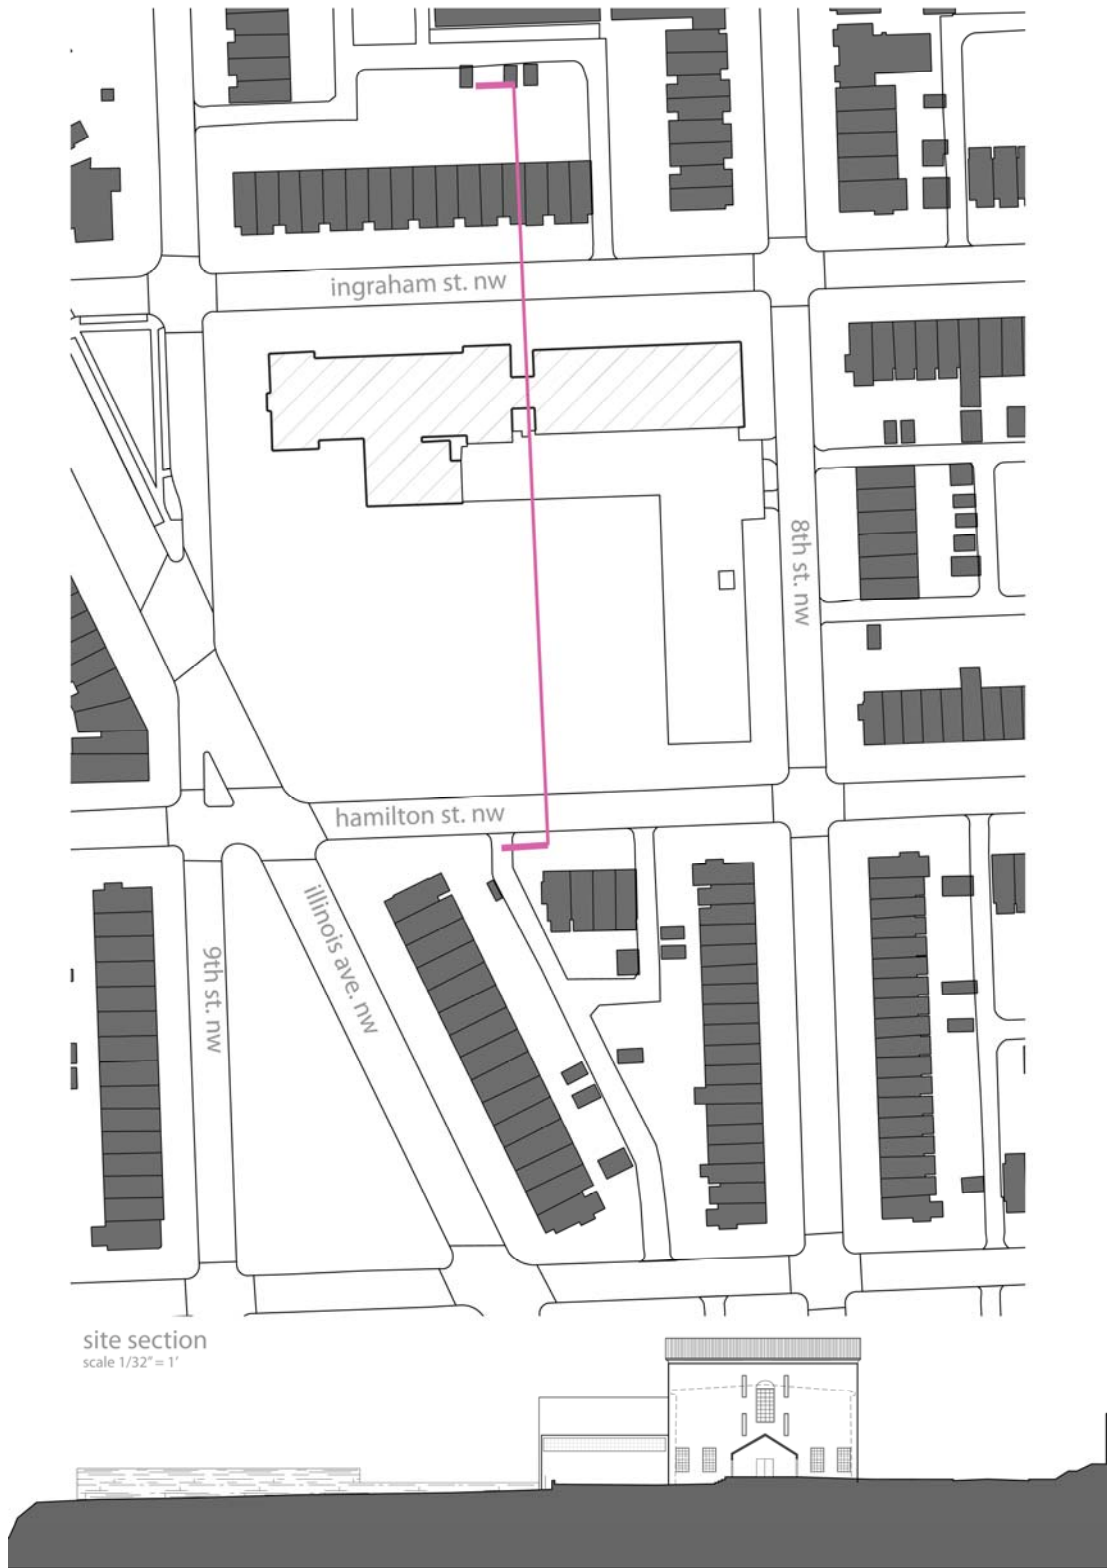 ingraham st. nw
8th st. nw
hamilton st. nw
illinois ave. nw
9th st. nw
site section
scale 1/32" = 1'